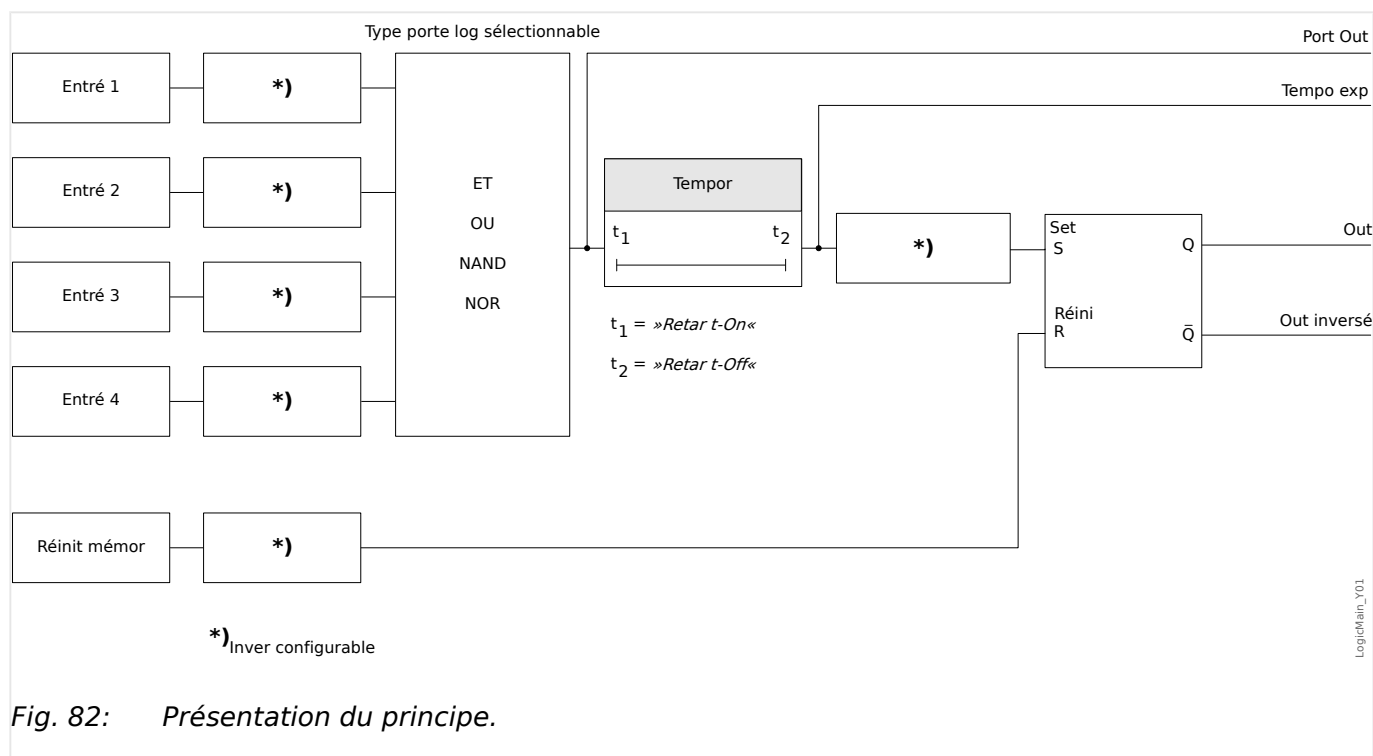 Type porte log sélectionnable
Port Out
Entré 1
*)
Tempo exp
Entré 2
*)
ET
OU
NAND
NOR
Tempor
t1
t2
*)
Set
S
Q
Out
Entré 3
*)
t1 = »Retar t-On«
t2 = »Retar t-Off«
Réini
R
Q̅
Out inversé
Entré 4
*)
Réinit mémor
*)
*)Inver configurable
LogicMain_Y01
Fig. 82: Présentation du principe.